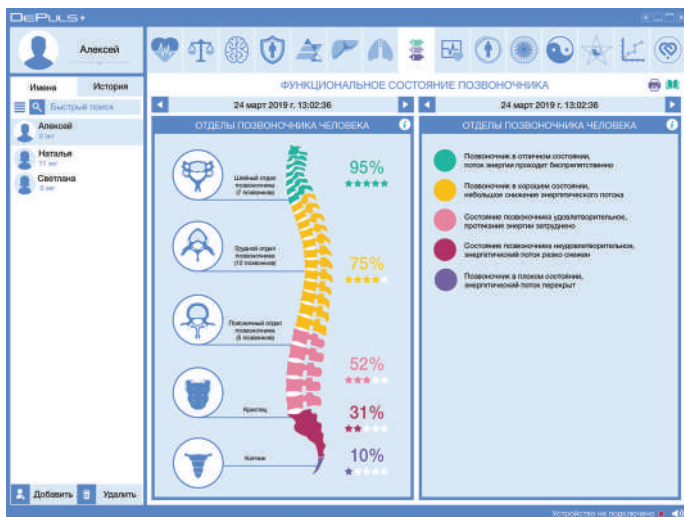 DEPULS+
Алексей
Имена
История
Быстрый поиск
Алексей
Наталья
Светлана
Добавить
Удалить
ФУНКЦИОНАЛЬНОЕ СОСТОЯНИЕ ПОЗВОНОЧНИКА
24 март 2019 г. 13:02:36
24 март 2019 г. 13:02:36
ОТДЕЛЫ ПОЗВОНОЧНИКА ЧЕЛОВЕКА
ОТДЕЛЫ ПОЗВОНОЧНИКА ЧЕЛОВЕКА
Шейный отдел
позвоночника
(7 позвонков)
95%
Грудной отдел
позвоночника
(12 позвонков)
75%
Поясничный отдел
позвоночника
(5 позвонков)
52%
Крестец
31%
Копчик
10%
Позвоночник в отличном состоянии,
поток энергии проходит беспрепятственно
Позвоночник в хорошем состоянии,
небольшое снижение энергетического потока
Состояние позвоночника удовлетворительное,
протекание энергии затруднено
Состояние позвоночника неудовлетворительное,
энергетический поток резко снижен
Позвоночник в плохом состоянии,
энергетический поток перекрыт
Устройство не подключено